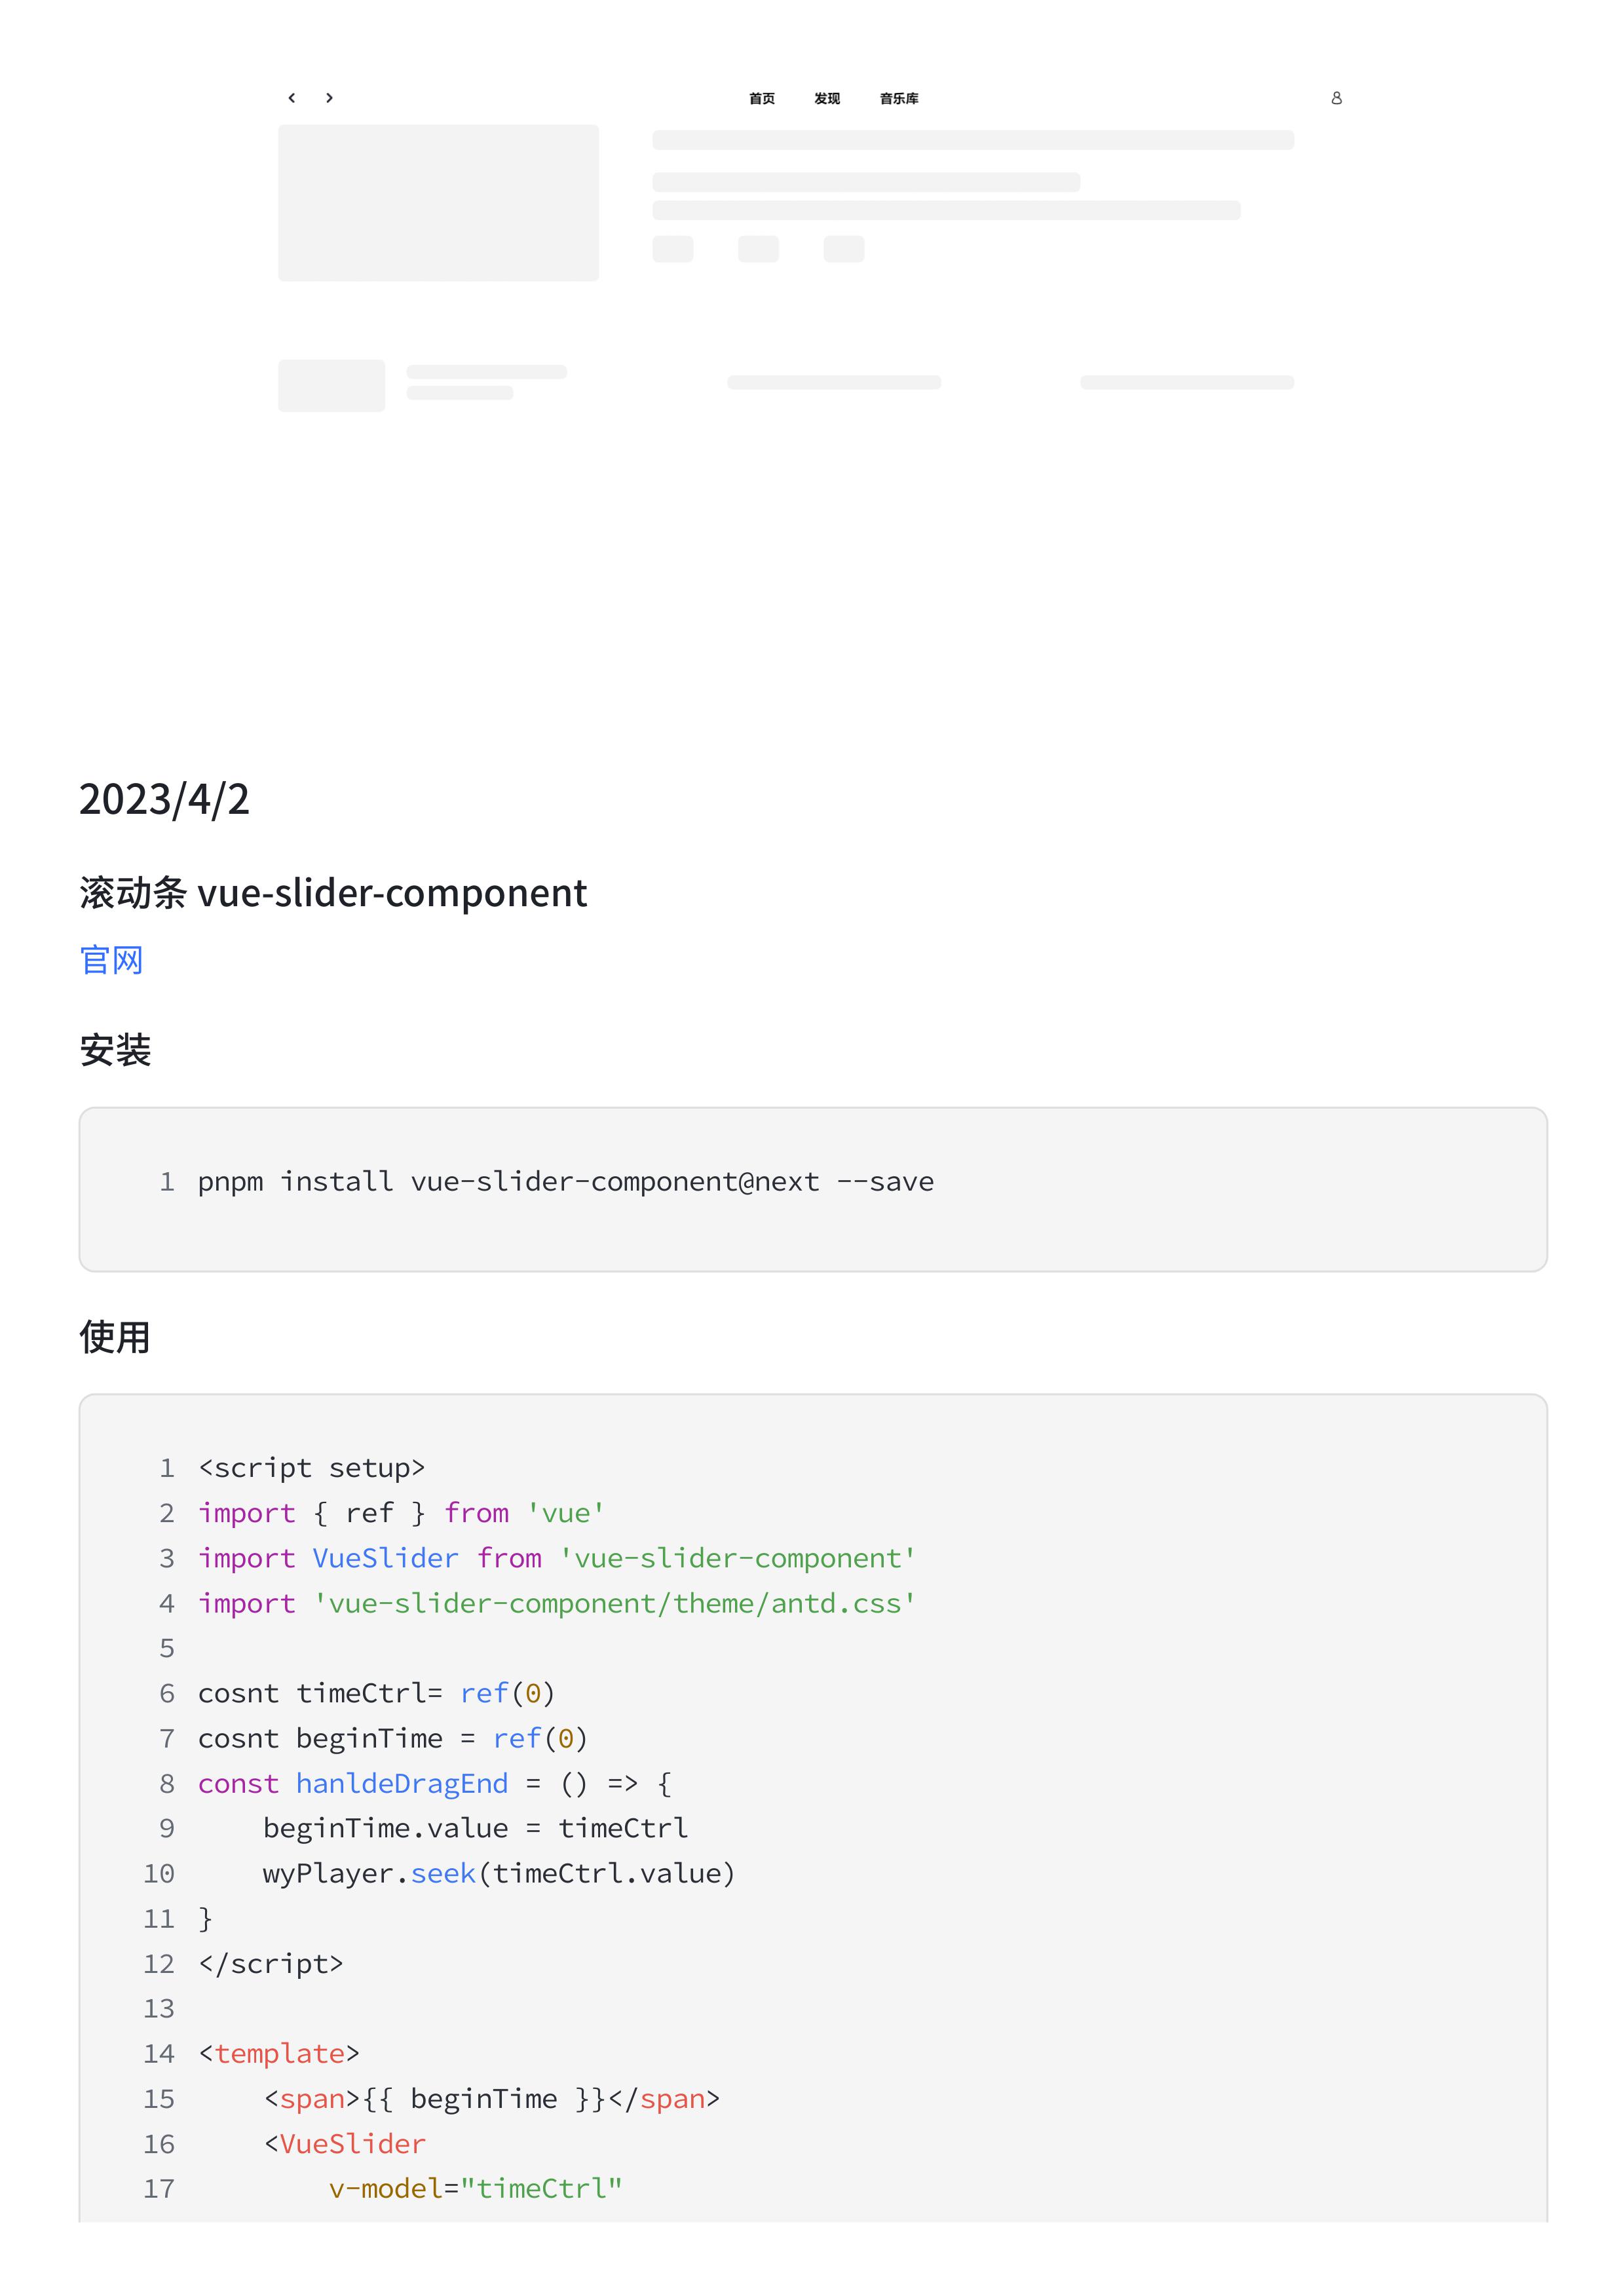 首页 发现 音乐库
2023/4/2
滚动条 vue-slider-component
官网
安装
1 pnpm install vue-slider-component@next --save
使用
1 <script setup>
2 import { ref } from 'vue'
3 import VueSlider from 'vue-slider-component'
4 import 'vue-slider-component/theme/antd.css'
5
6 cosnt timeCtrl= ref(0)
7 cosnt beginTime = ref(0)
8 const hanldeDragEnd = () => {
9     beginTime.value = timeCtrl
10     wyPlayer.seek(timeCtrl.value)
11 }
12 </script>
13
14 <template>
15     <span>{{ beginTime }}</span>
16     <VueSlider
17         v-model="timeCtrl"